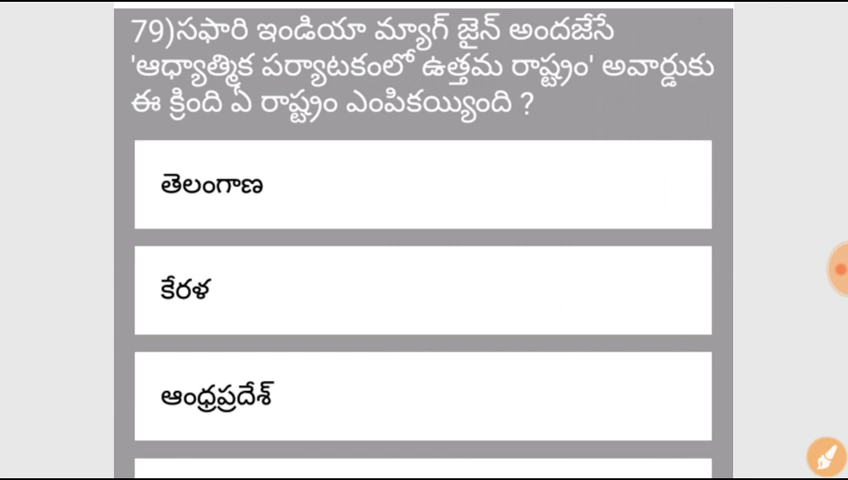 79)సఫారి ఇండియా మ్యాగ్ జైన్ అందజేసే
'ఆధ్యాత్మిక పర్యాటకంలో ఉత్తమ రాష్ట్రం' అవార్డుకు
ఈ క్రింది ఏ రాష్ట్రం ఎంపికయ్యింది ?
తెలంగాణ
కేరళ
ఆంధ్రప్రదేశ్